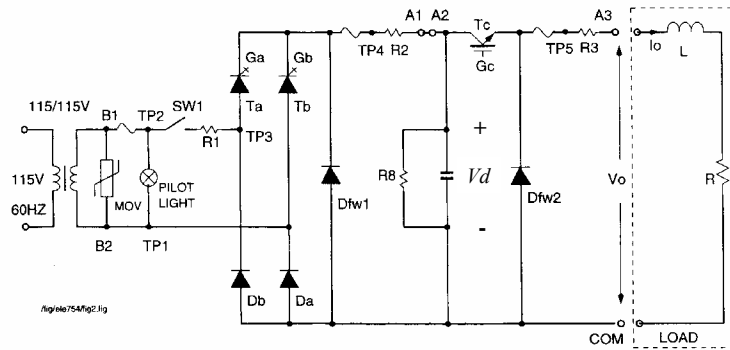 Ga
Gb
A1 A2
Tc
A3
TP4 R2
Gc
TP5 R3
Io
L
Ta
Tb
115/115V
B1
TP2
SW1
R1
TP3
115V
60HZ
MOV
PILOT
LIGHT
Dfw1
R8
+
Vd
-
Dfw2
Vo
R
B2
TP1
Db
Da
/fig/ele754/fig2.fig
COM
LOAD